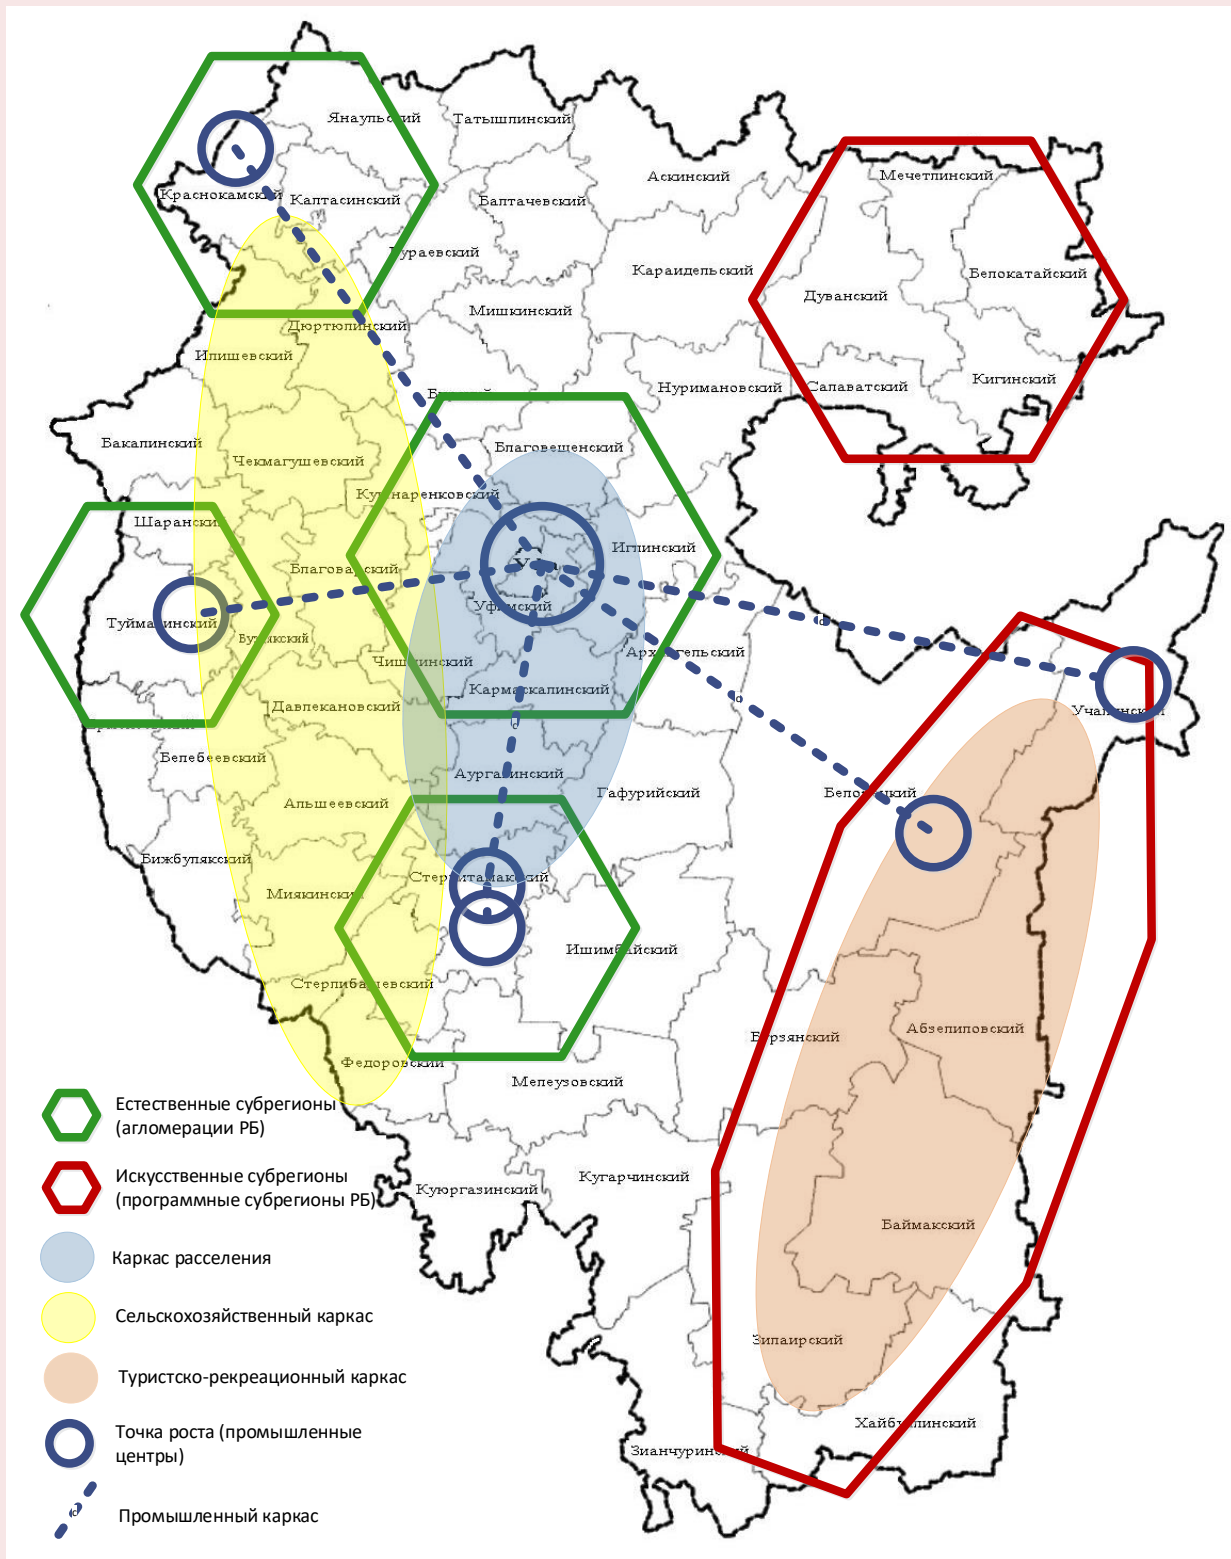 Янаульский
Татышлинский
Аскинский
Мечетлинский
Краснокамский
Калтасинский
Балтачевский
Бураевский
Караидельский
Белокатайский
Дуванский
Мишкинский
Дюртюлинский
Илишевский
Нуримановский
Салаватский
Кигинский
Бакалинский
Чекмагушевский
Благовещенский
Кушнаренковский
Шаранский
Иглинский
Благоварский
Уфа
Уфимский
Туймазинский
Буздякский
Чишминский
Архангельский
Кармаскалинский
Давлекановский
Учалинский
Белебеевский
Аургазинский
Гафурийский
Белорецкий
Альшеевский
Бижбулякский
Стерлитамакский
Миякинский
Ишимбайский
Стерлибашевский
Бурзянский
Абзелиловский
Федоровский
Мелеузовский
Кугарчинский
Куюргазинский
Баймакский
Зилаирский
Хайбуллинский
Зианчуринский
Естественные субрегионы
(агломерации РБ)
Искусственные субрегионы
(программные субрегионы РБ)
Каркас расселения
Сельскохозяйственный каркас
Туристско-рекреационный каркас
Точка роста (промышленные
центры)
Промышленный каркас